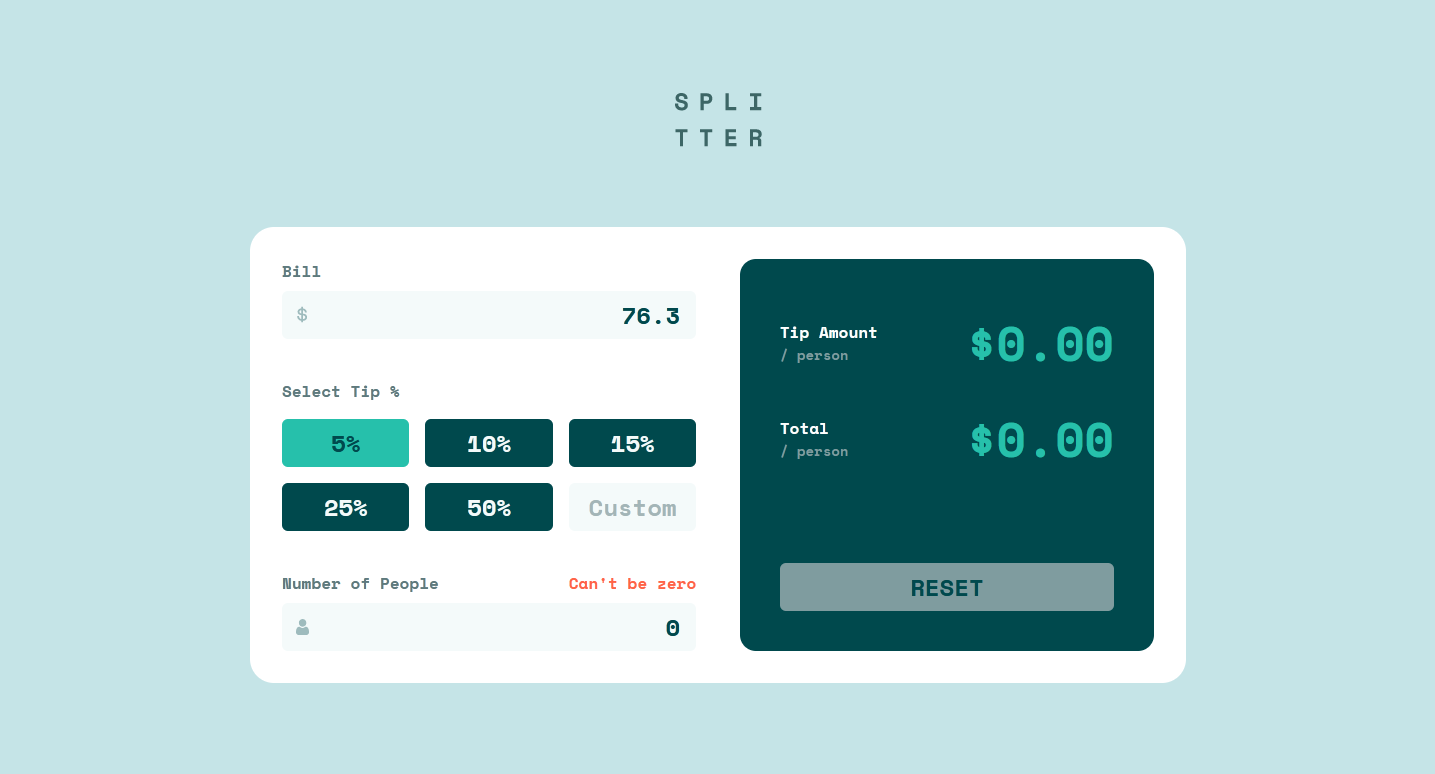 SPLI
TTER
Bill
$ 76.3
Select Tip %
5% 10% 15%
25% 50% Custom
Number of People Can't be zero
0
Tip Amount
/ person
$0.00
Total
/ person
$0.00
RESET